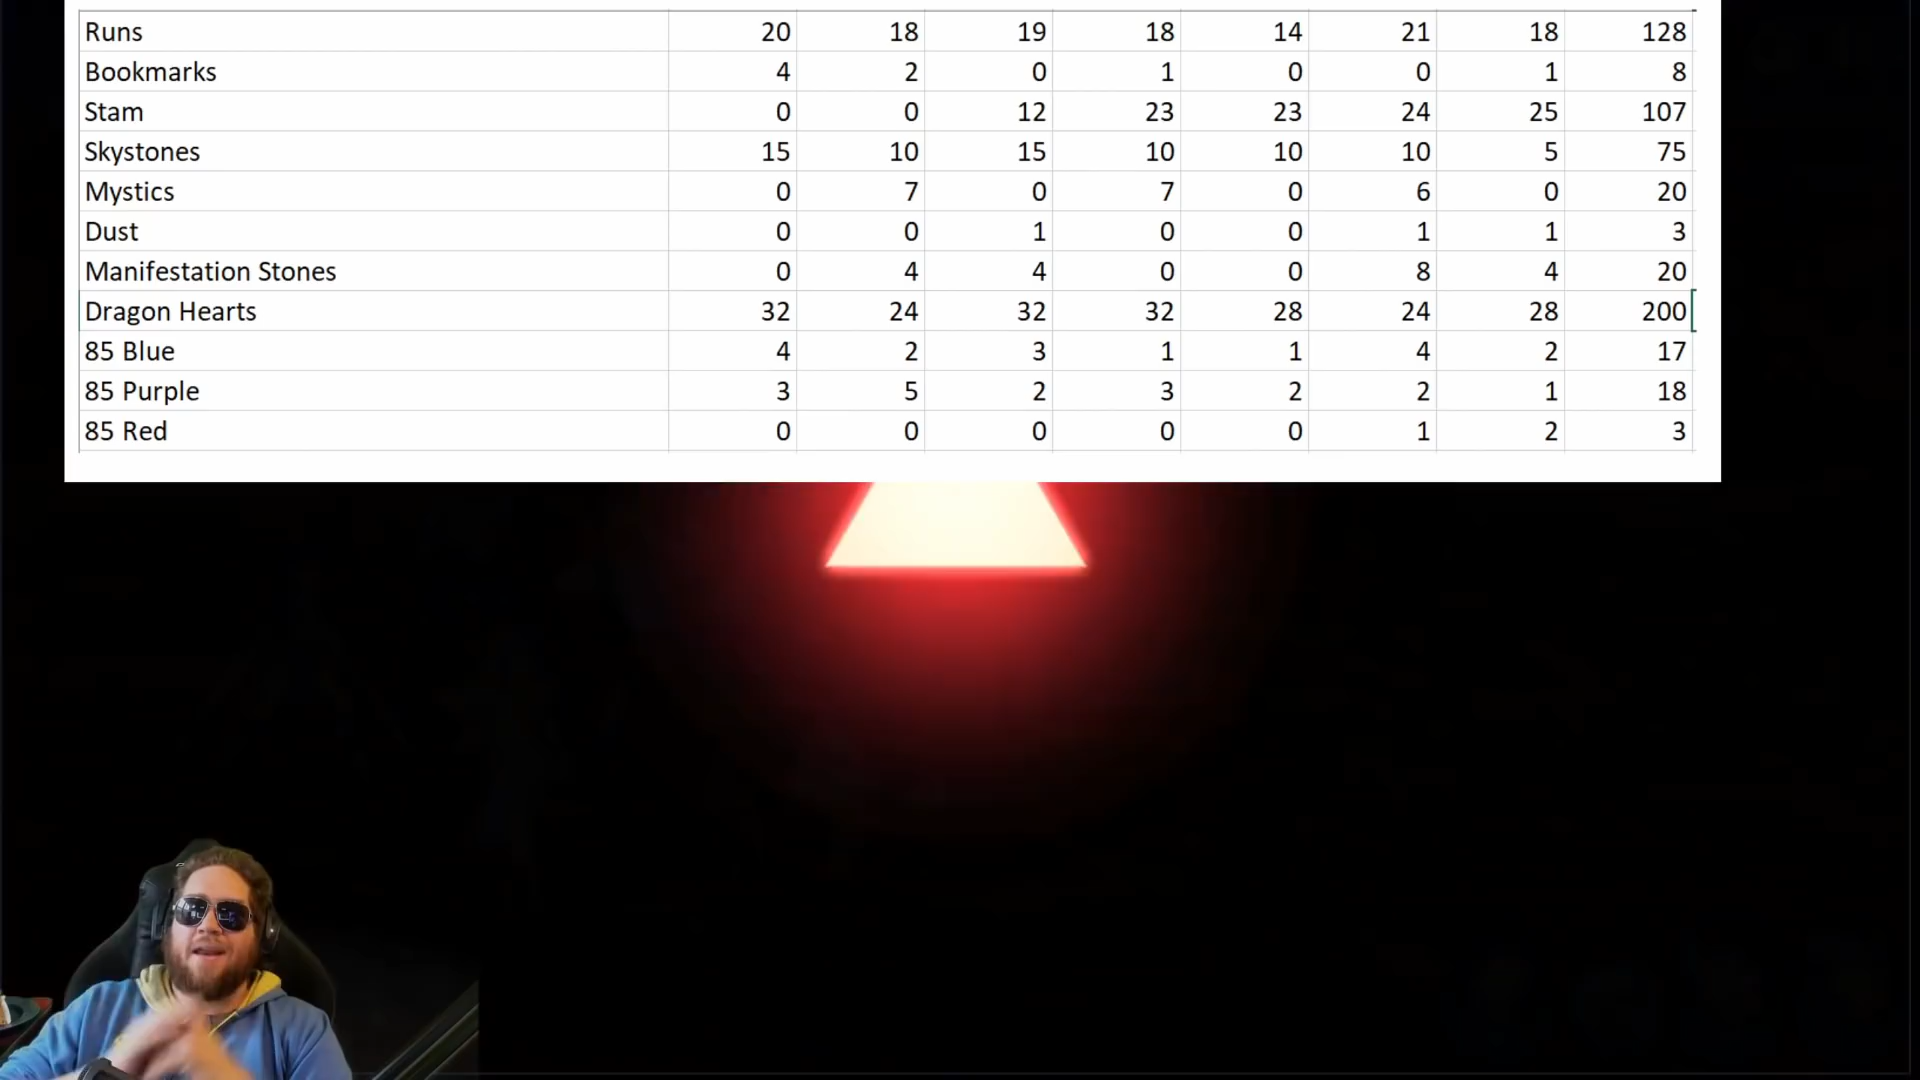 Runs 20 18 19 18 14 21 18 128
Bookmarks 4 2 0 1 0 0 1 8
Stam 0 0 12 23 23 24 25 107
Skystones 15 10 15 10 10 10 5 75
Mystics 0 7 0 7 0 6 0 20
Dust 0 0 1 0 0 1 1 3
Manifestation Stones 0 4 4 0 0 8 4 20
Dragon Hearts 32 24 32 32 28 24 28 200
85 Blue 4 2 3 1 1 4 2 17
85 Purple 3 5 2 3 2 2 1 18
85 Red 0 0 0 0 0 1 2 3